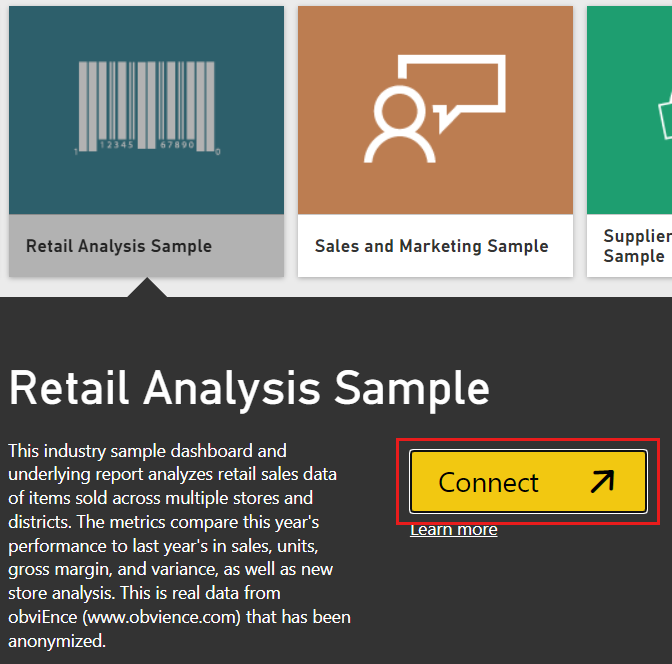 1 12345 67890 0
Retail Analysis Sample
Sales and Marketing Sample
Supplier
Sample
Retail Analysis Sample
This industry sample dashboard and
underlying report analyzes retail sales data
of items sold across multiple stores and
districts. The metrics compare this year's
performance to last year's in sales, units,
gross margin, and variance, as well as new
store analysis. This is real data from
obviEnce (www.obvience.com) that has been
anonymized.
Connect
Learn more